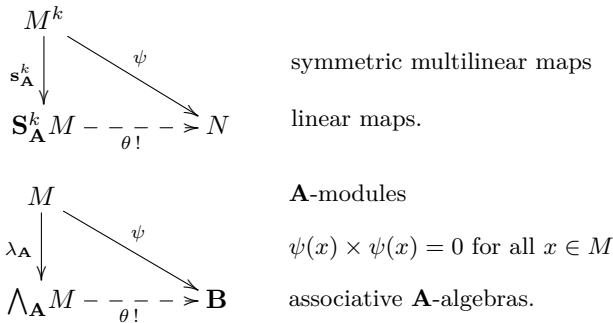 M^k
ψ
s_A^k
symmetric multilinear maps
S_A^k M
θ !
N
linear maps.
M
A-modules
ψ
λ_A
ψ(x) × ψ(x) = 0 for all x ∈ M
⋀_A M
θ !
B
associative A-algebras.